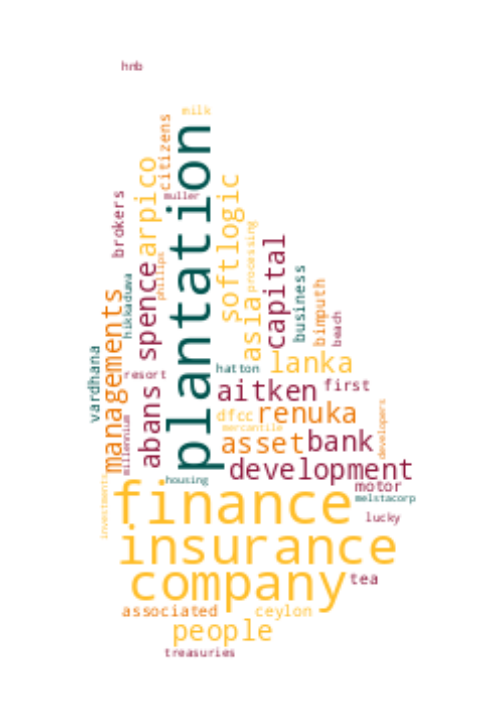 hnb
milk
citizens
plantation
muller
arpico
softlogic
brokers
processing
capital
spence
phillips
business
hikkaduwa
bimputh
managements
asia
beach
vardhana
lanka
hatton
resort
aitken
first
abans
dfcc
renuka
developers
mercantile
millennium
asset
bank
development
housing
investments
motor
finance
melstacorp
lucky
insurance
company
tea
associated
ceylon
people
treasuries